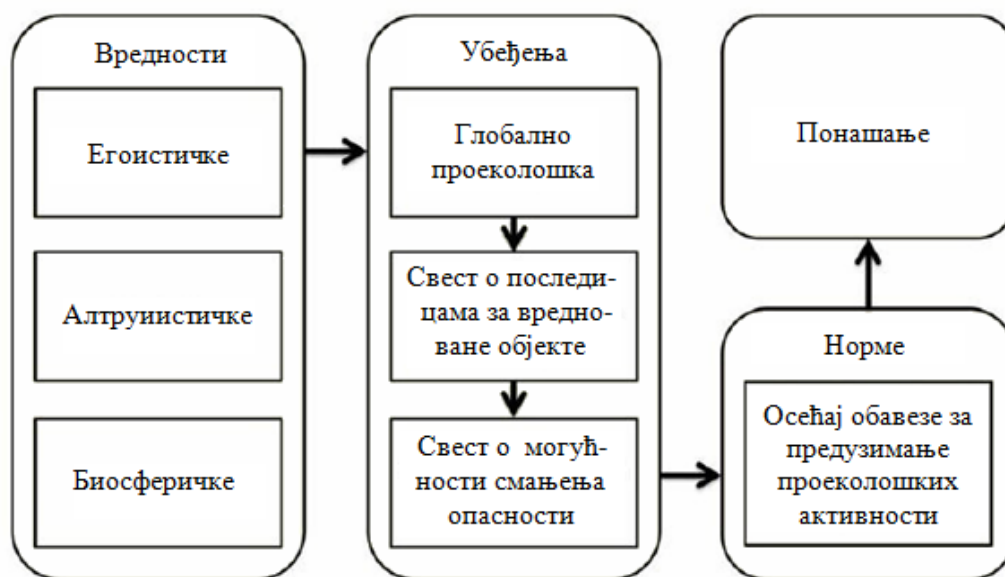 Вредности
Егоистичке
Алтруиистичке
Биосферичке
Убеђења
Глобално
проеколошка
Свест о последи-
цама за вредно-
ване објекте
Свест о могућ-
ности смањења
опасности
Понашање
Норме
Осећај обавезе за
предузимање
проеколошких
активности